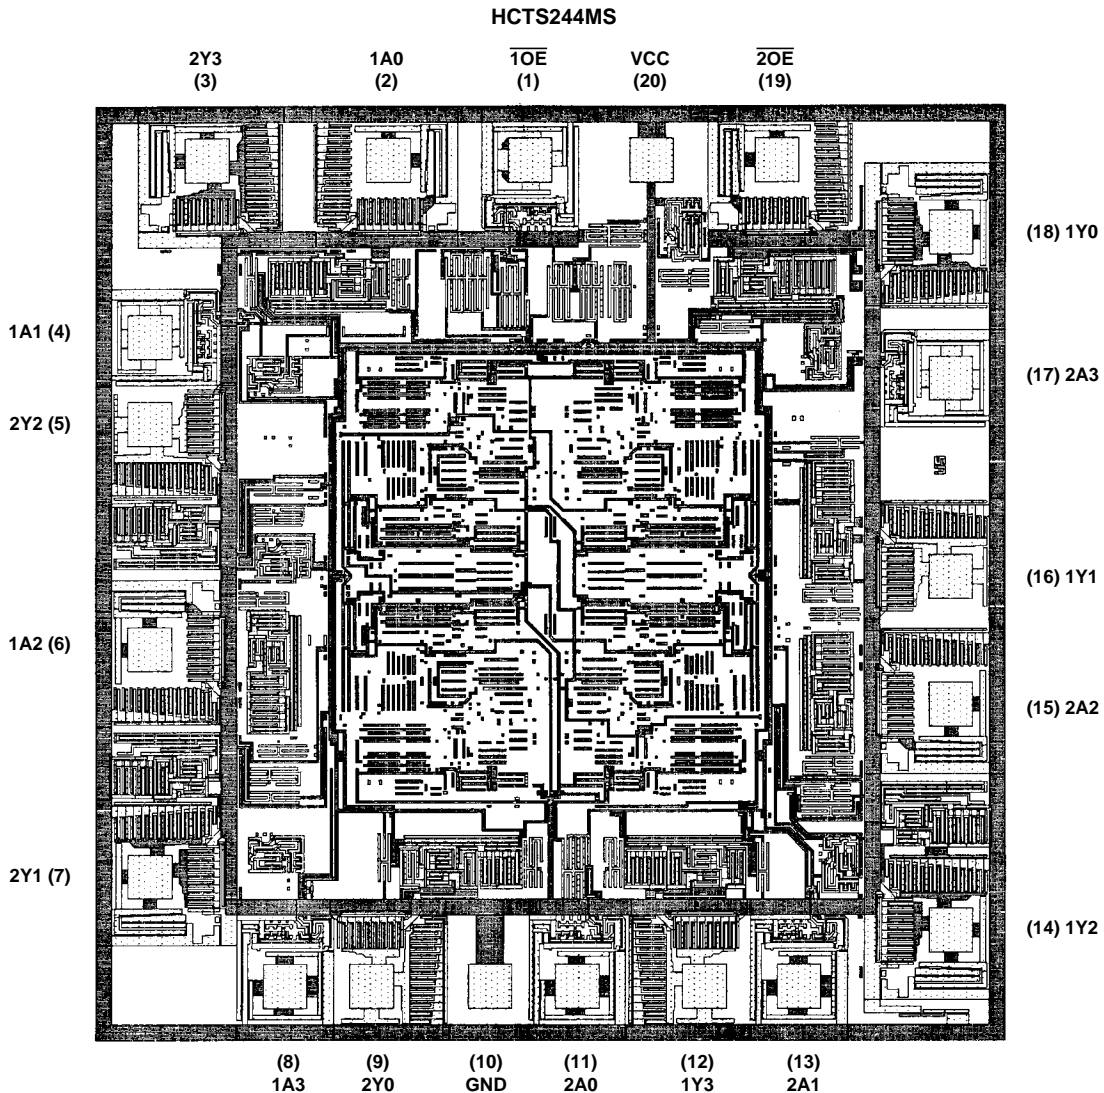 HCTS244MS
2Y3 1A0 1̅O̅E̅ VCC 2̅O̅E̅
(3) (2) (1) (20) (19)
(18) 1Y0
1A1 (4)
(17) 2A3
2Y2 (5)
(16) 1Y1
1A2 (6)
(15) 2A2
2Y1 (7)
(14) 1Y2
(8) (9) (10) (11) (12) (13)
1A3 2Y0 GND 2A0 1Y3 2A1